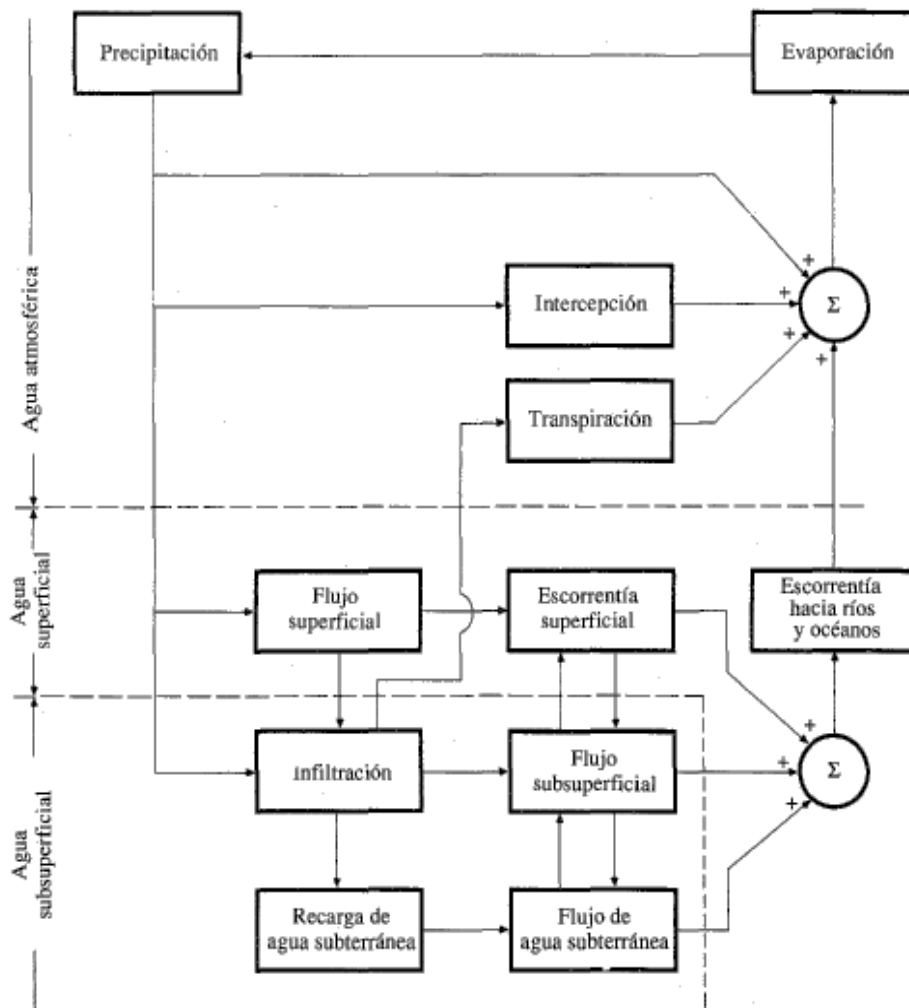 Precipitación
Evaporación
Agua atmosférica
+
Intercepción
+
Σ
+
+
Transpiración
Agua
superficial
Flujo
superficial
Escorrentía
superficial
Escorrentía
hacia ríos
y océanos
Agua
subsuperficial
Infiltración
Flujo
subsuperficial
+
+
Σ
+
Recarga de
agua subterránea
Flujo de
agua subterránea